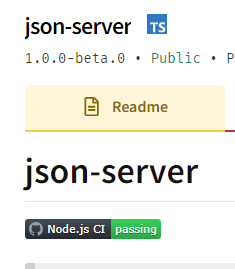 json-server TS
1.0.0-beta.0 • Public • P
Readme
json-server
Node.js CI passing